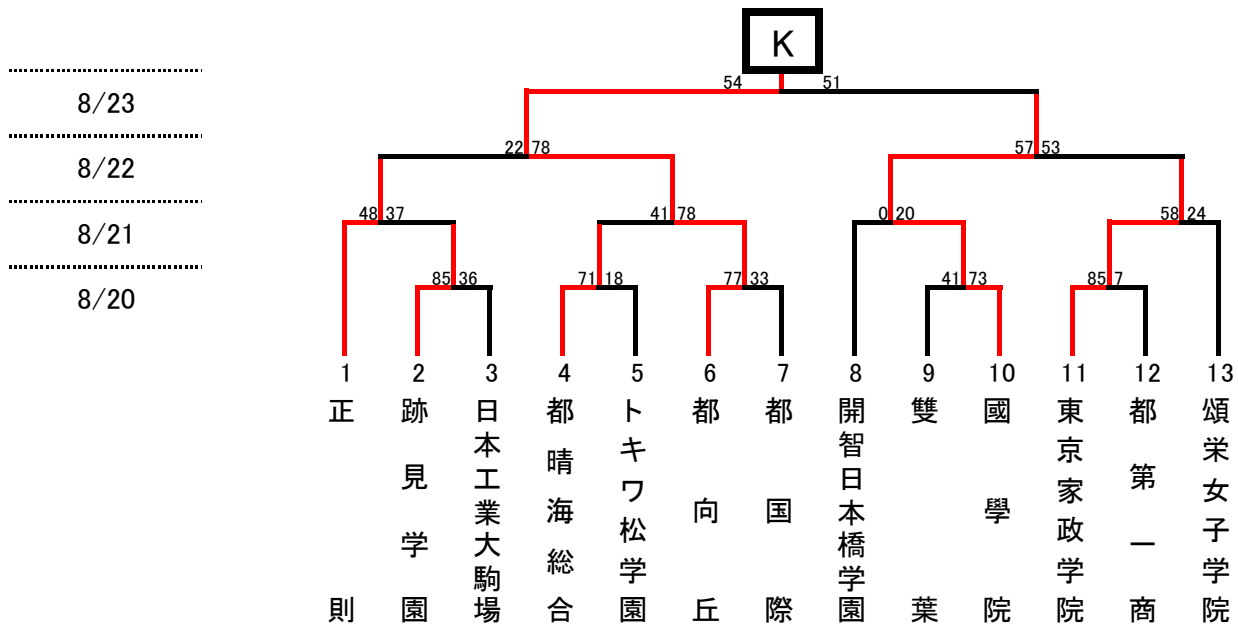 K
54 51
8/23
22 78 57 53
8/22
48 37 41 78 0 20 58 24
8/21
85 36 71 18 77 33 41 73 85 7
8/20
1 2 3 4 5 6 7 8 9 10 11 12 13
正則
跡見学園
日本工業大駒場
都晴海総合
トキワ松学園
都向丘
都国際
開智日本橋学園
雙葉
國學院
東京家政学院
都第一商
頌栄女子学院